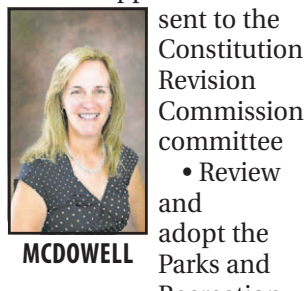 sent to the
Constitution
Revision
Commission
committee
• Review
and
adopt the
Parks and
MCDOWELL